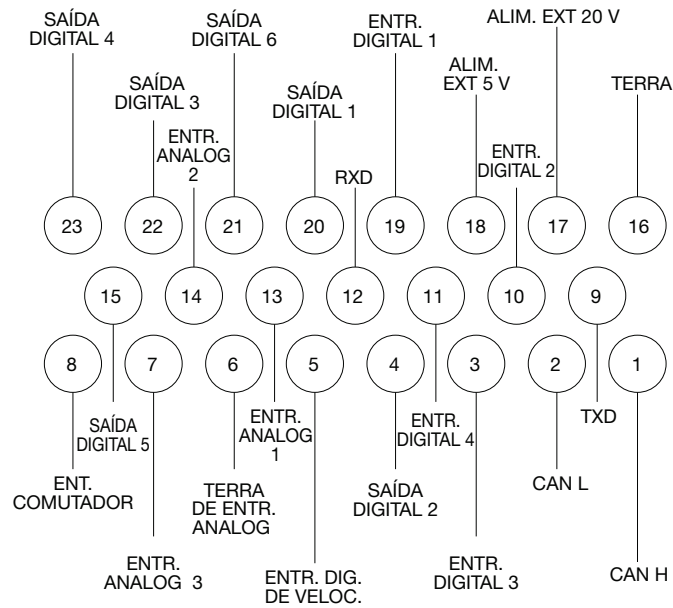 SAÍDA
DIGITAL 4
SAÍDA
DIGITAL 6
ENTR.
DIGITAL 1
ALIM. EXT 20 V
SAÍDA
DIGITAL 3
SAÍDA
DIGITAL 1
ALIM.
EXT 5 V
TERRA
ENTR.
ANALOG
2
RXD
ENTR.
DIGITAL 2
23
22
21
20
19
18
17
16
15
14
13
12
11
10
9
8
7
6
5
4
3
2
1
SAÍDA
DIGITAL 5
ENTR.
ANALOG
1
ENTR.
DIGITAL 4
TXD
ENT.
COMUTADOR
TERRA
DE ENTR.
ANALOG
SAÍDA
DIGITAL 2
CAN L
ENTR.
ANALOG 3
ENTR. DIG.
DE VELOC.
ENTR.
DIGITAL 3
CAN H